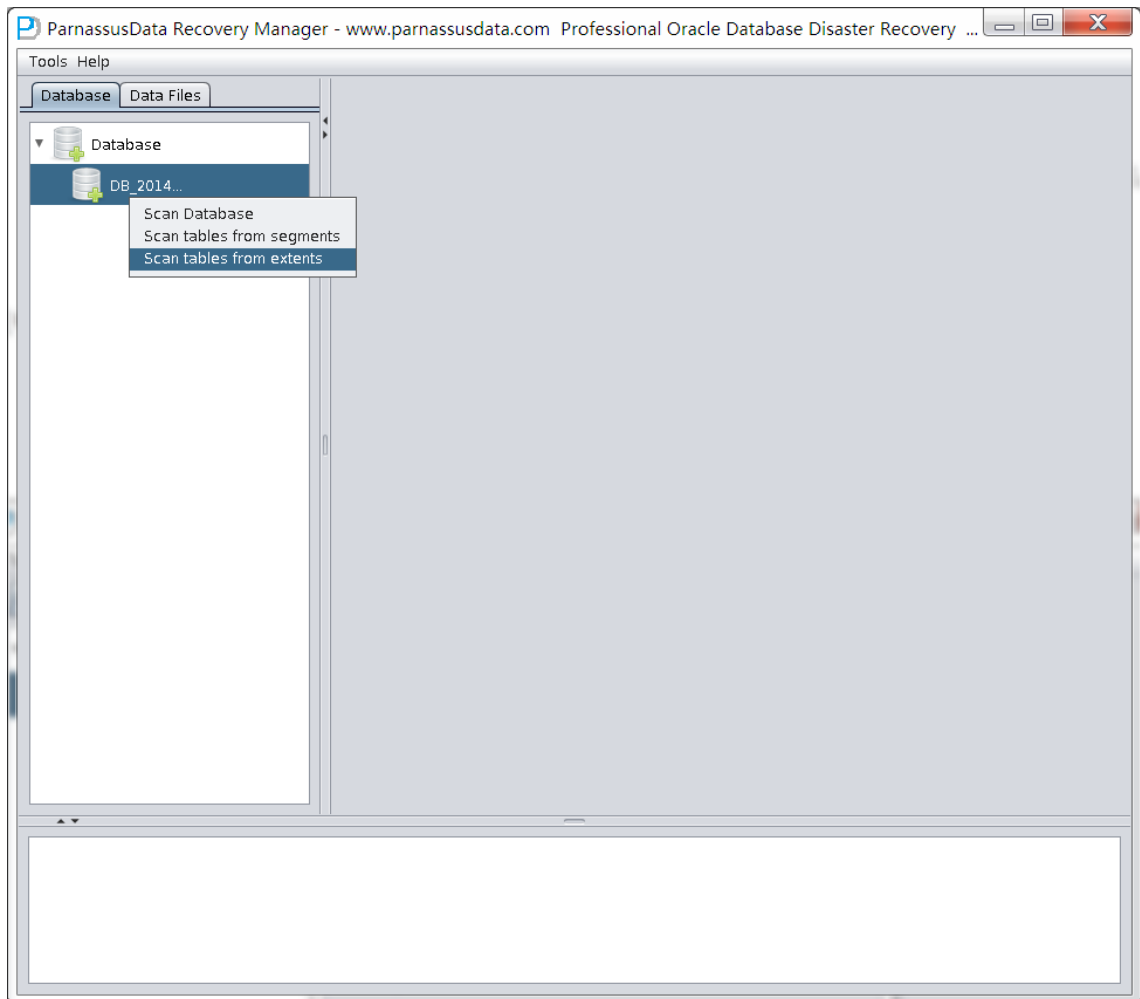 ParnassusData Recovery Manager - www.parnassusdata.com Professional Oracle Database Disaster Recovery ...
Tools Help
Database Data Files
Database
DB_2014...
Scan Database
Scan tables from segments
Scan tables from extents